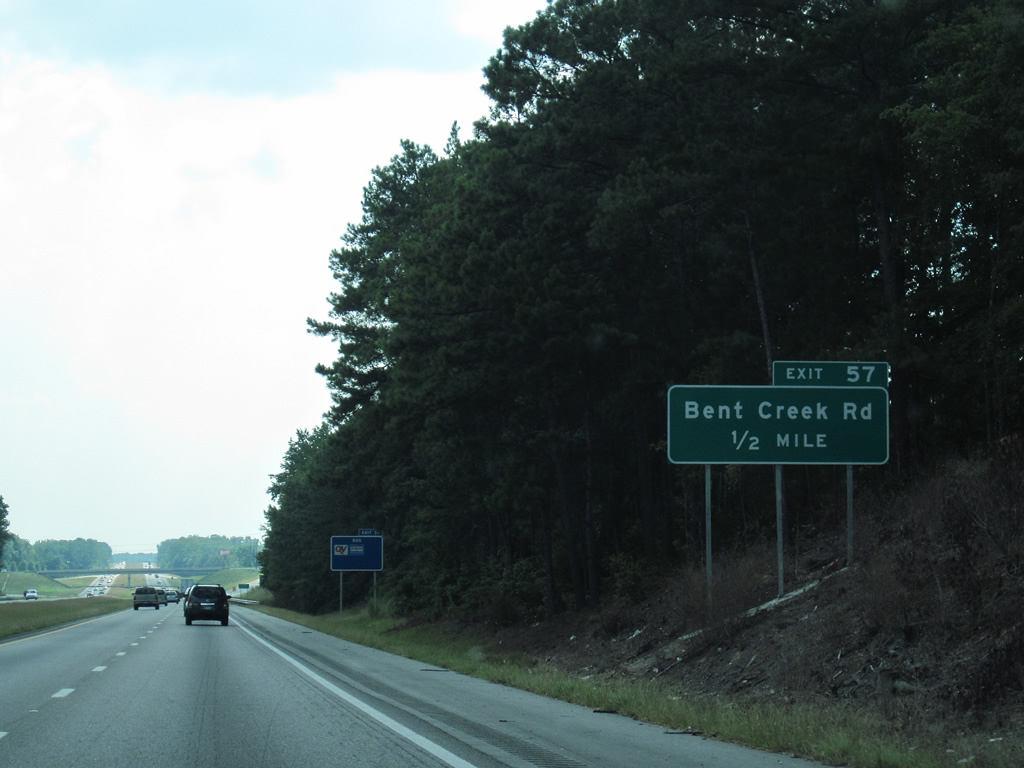 EXIT 57
Bent Creek Rd
1/2 MILE